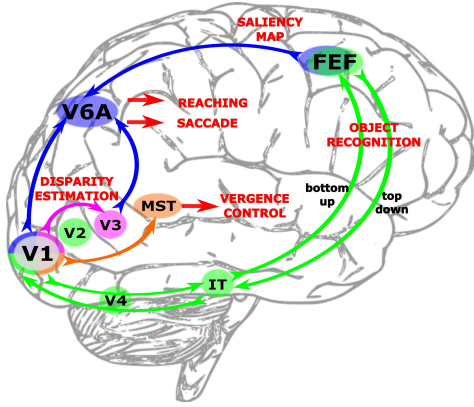 SALIENCY
MAP
FEF
V6A
REACHING
SACCADE
OBJECT
RECOGNITION
DISPARITY
ESTIMATION
bottom
up
top
down
MST
VERGENCE
CONTROL
V3
V2
V1
IT
V4